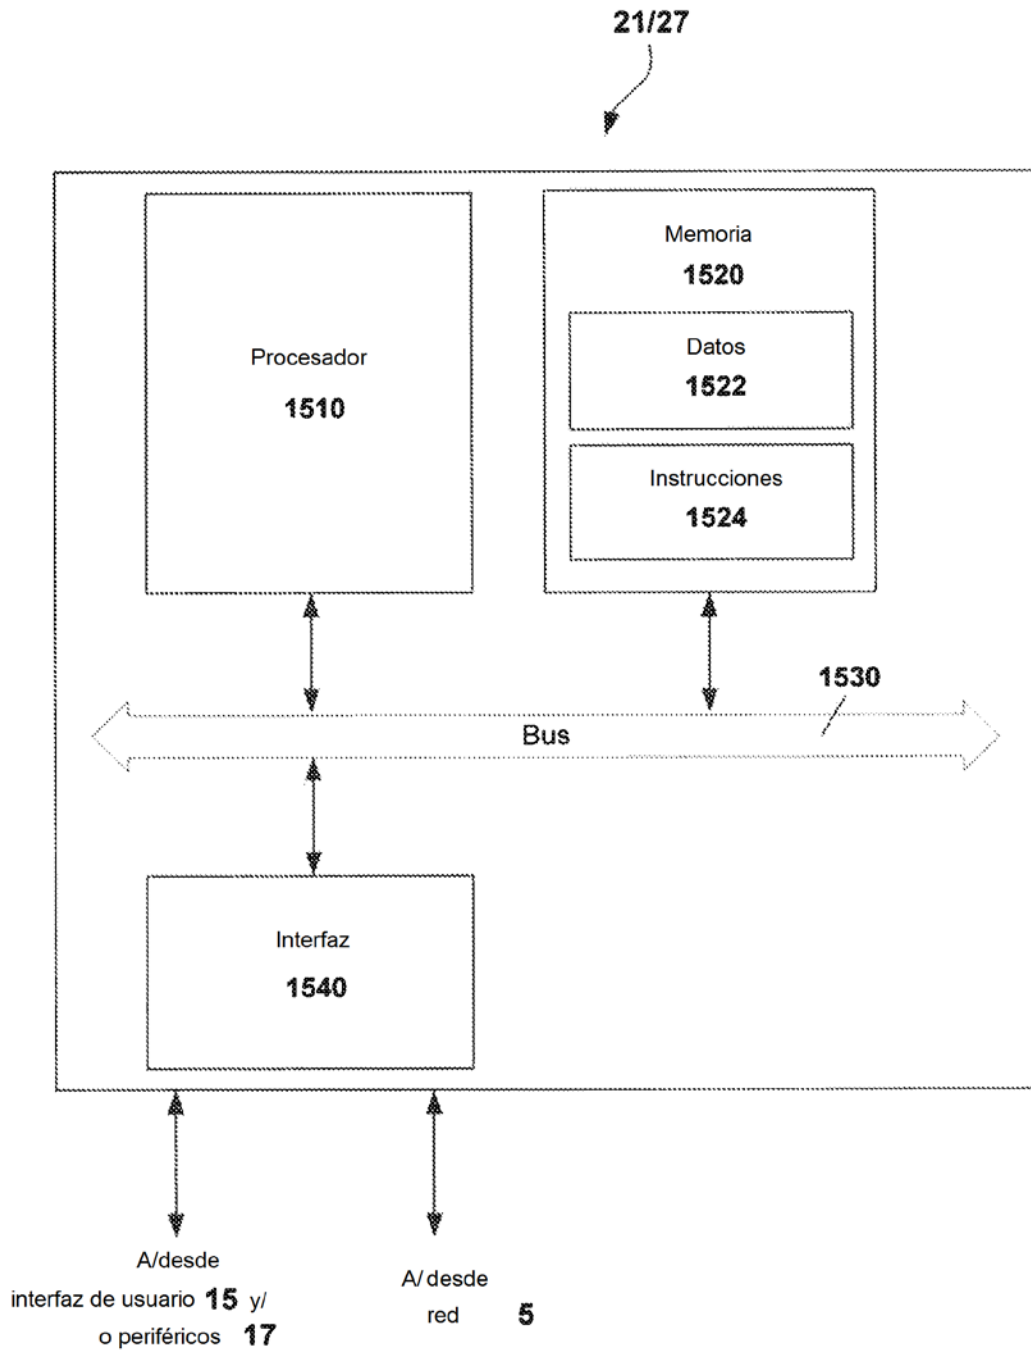 21/27
Procesador
1510
Memoria
1520
Datos
1522
Instrucciones
1524
1530
Bus
Interfaz
1540
A/desde
interfaz de usuario 15 y/
o periféricos 17
A/ desde
red 5